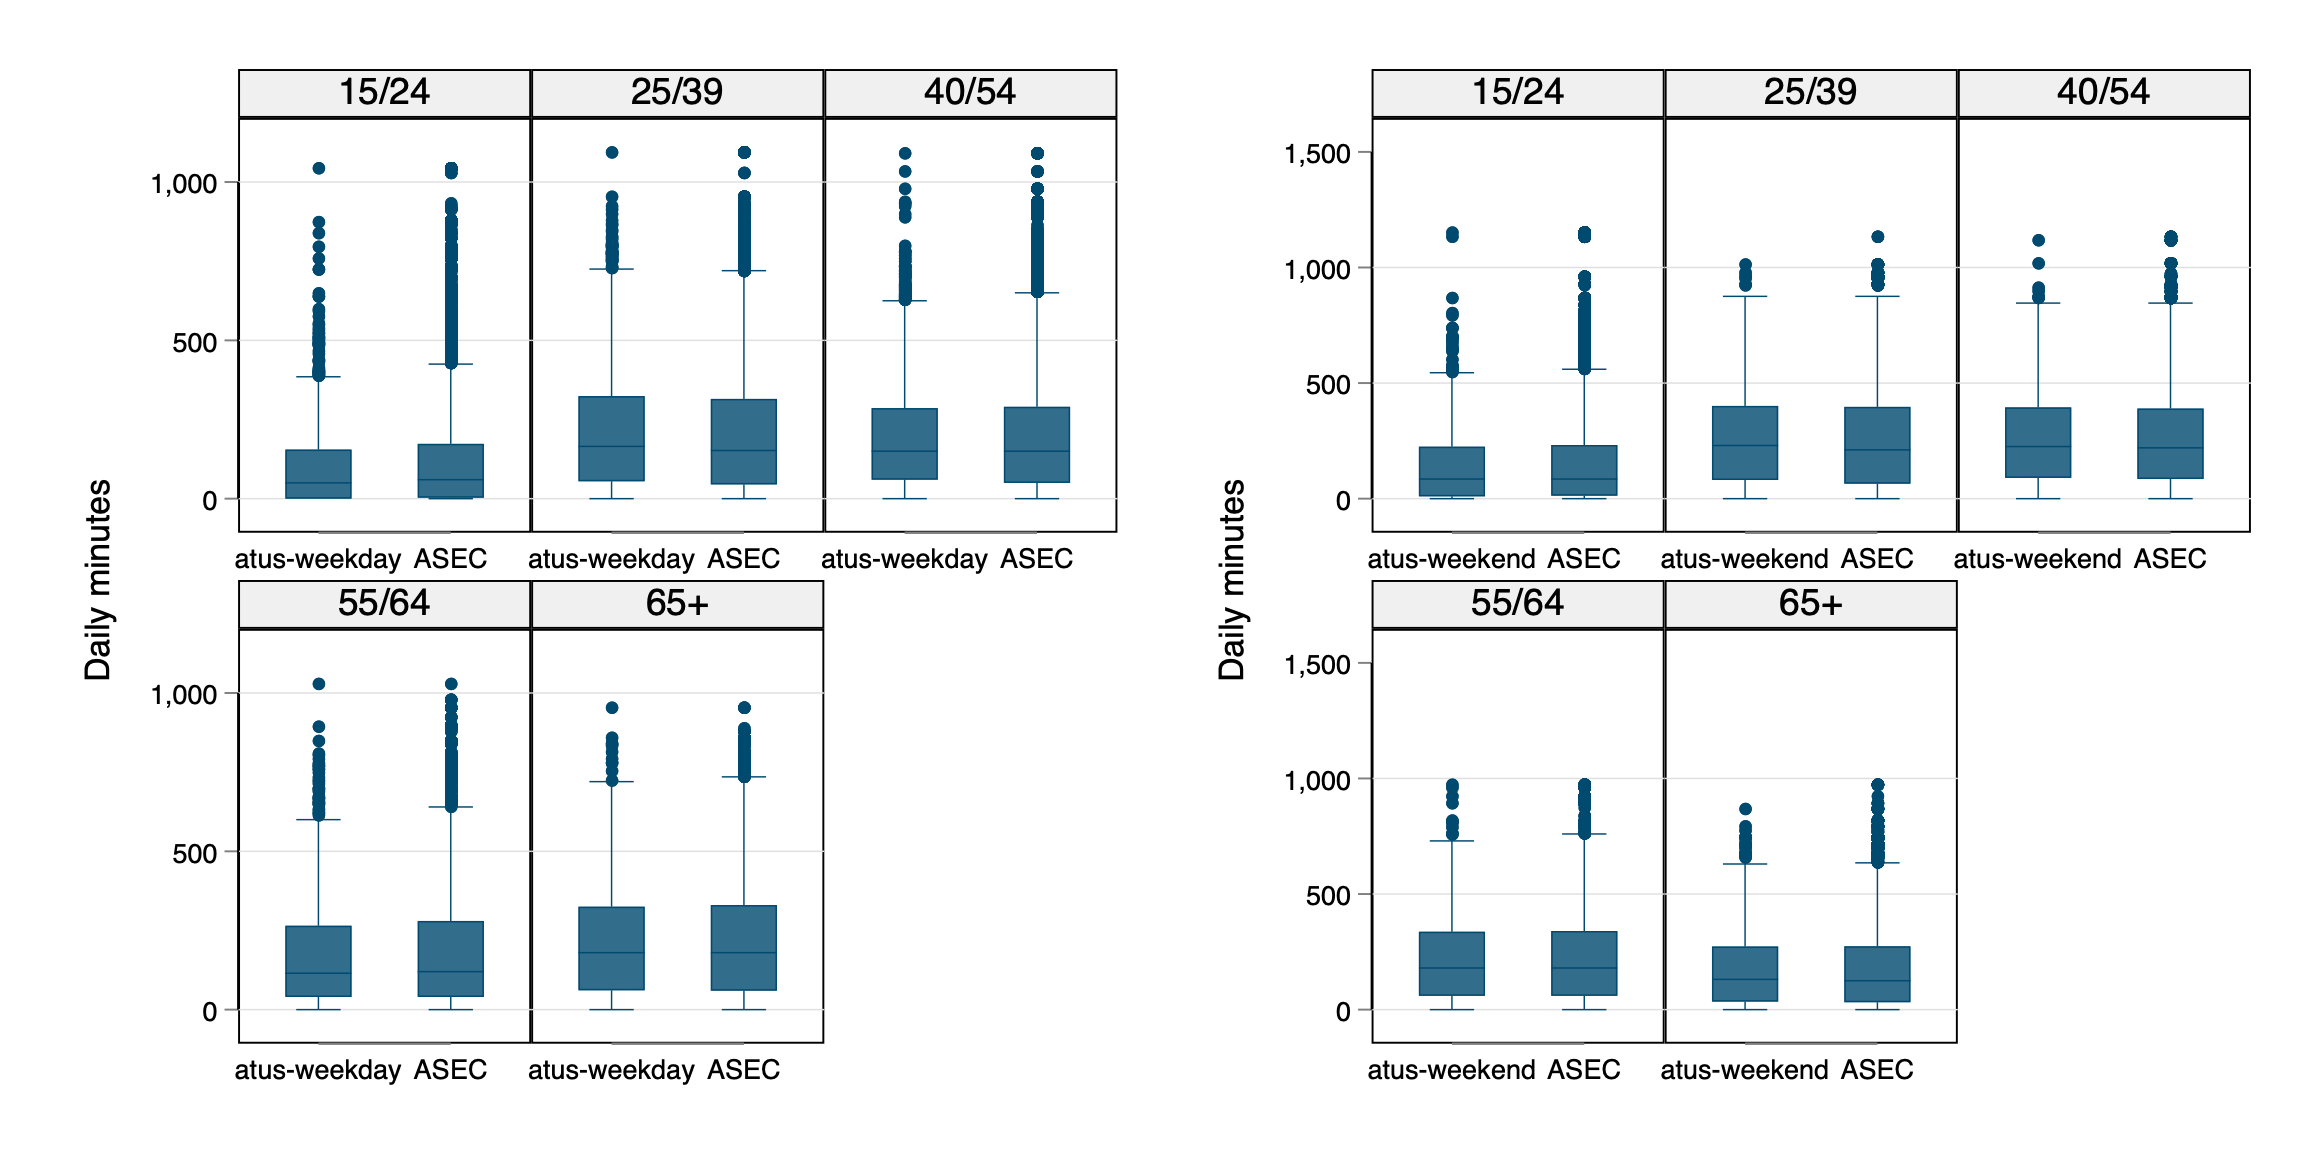 15/24 25/39 40/54
1,000
500
0
atus-weekday ASEC atus-weekday ASEC atus-weekday ASEC
55/64 65+
1,000
500
0
atus-weekday ASEC atus-weekday ASEC
Daily minutes
15/24 25/39 40/54
1,500
1,000
500
0
atus-weekend ASEC atus-weekend ASEC atus-weekend ASEC
55/64 65+
1,500
1,000
500
0
atus-weekend ASEC atus-weekend ASEC
Daily minutes